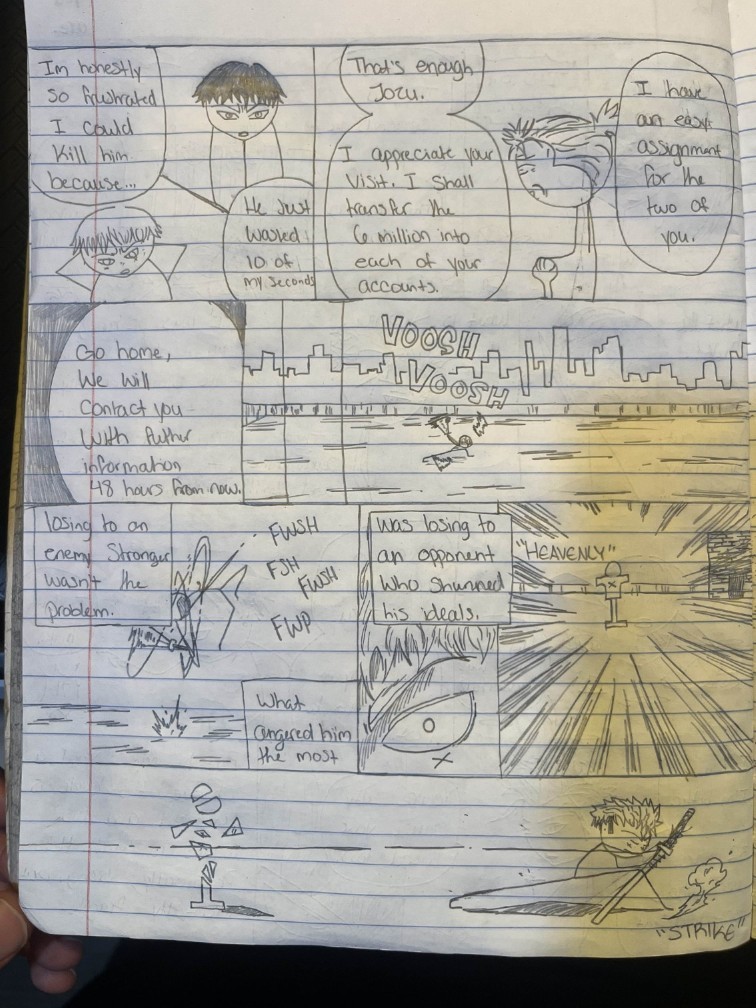 Im honestly
so frushrated
I could
kill him
because...
He Just
wasted
10 of
my seconds
That's enough
Jozu.
I appreciate your
visit. I shall
transfer the
6 million into
each of your
accounts.
I have
an easy
assignment
for the
two of
you.
Go home,
We will
Contact you
With futher
information
48 hours from now.
VOOSH
VOOSH
losing to an
enemy Stronger
wasn't the
problem.
FWSH
FSH
FWSH
FWP
What
angered him
the most
was losing to
an opponent
Who shunned
his ideals.
"HEAVENLY"
"STRIKE"